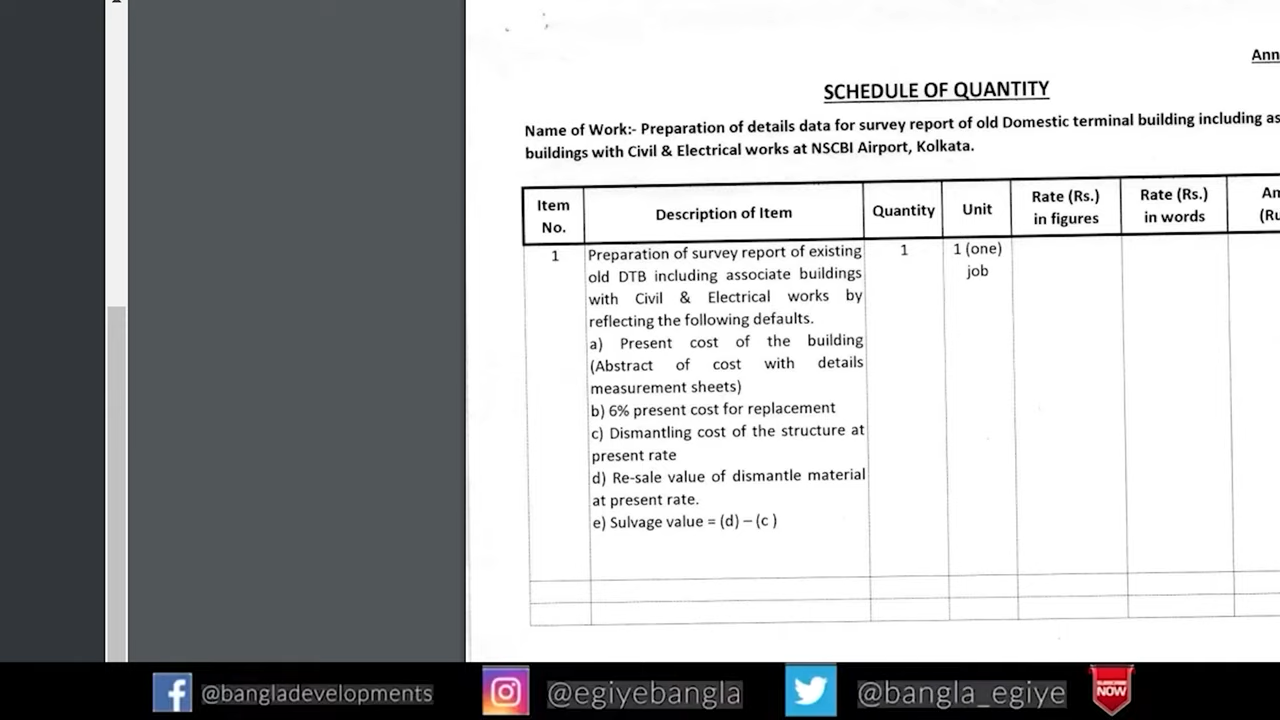 Ann
SCHEDULE OF QUANTITY
Name of Work:- Preparation of details data for survey report of old Domestic terminal building including as
buildings with Civil & Electrical works at NSCBI Airport, Kolkata.
Item No. Description of Item Quantity Unit Rate (Rs.) in figures Rate (Rs.) in words An (Ru
1 Preparation of survey report of existing 1 1 (one)
old DTB including associate buildings job
with Civil & Electrical works by
reflecting the following defaults.
a) Present cost of the building
(Abstract of cost with details
measurement sheets)
b) 6% present cost for replacement
c) Dismantling cost of the structure at
present rate
d) Re-sale value of dismantle material
at present rate.
e) Sulvage value = (d) – (c )
@bangladevelopments @egiyebangla @bangla_egiye SUBSCRIBE NOW